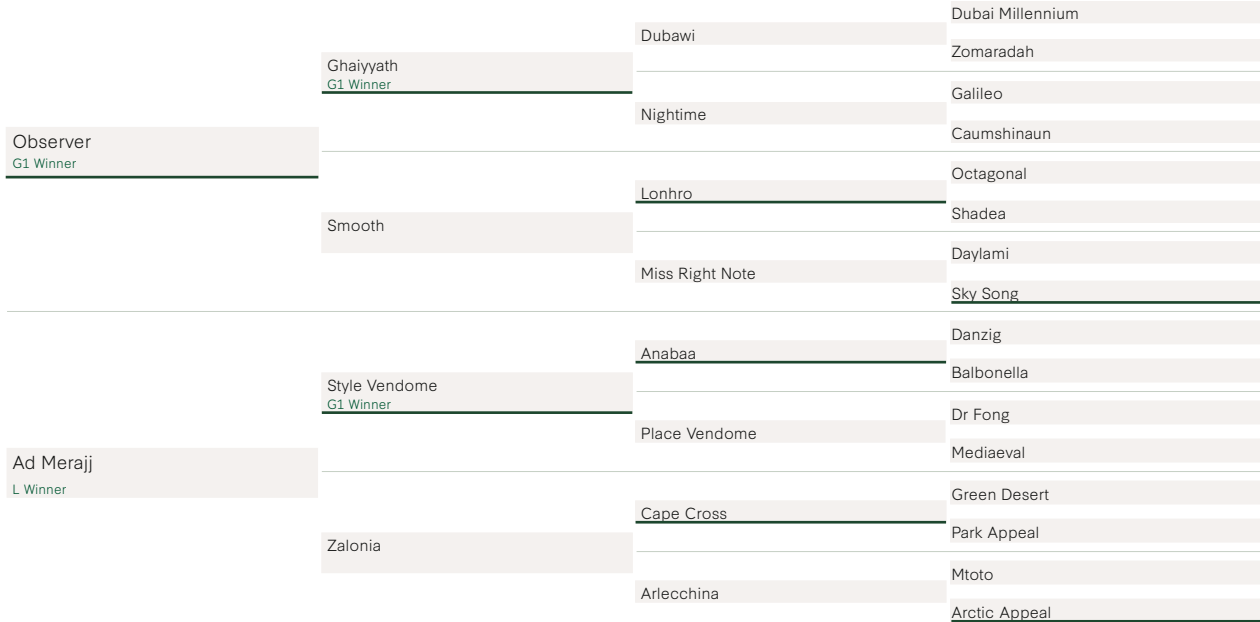 Dubai Millennium
Dubawi
Zomaradah
Ghaiyyath
G1 Winner
Galileo
Nightime
Caumshinaun
Observer
G1 Winner
Octagonal
Lonhro
Shadea
Smooth
Daylami
Miss Right Note
Sky Song
Danzig
Anabaa
Balbonella
Style Vendome
G1 Winner
Dr Fong
Place Vendome
Mediaeval
Ad Merajj
L Winner
Green Desert
Cape Cross
Park Appeal
Zalonia
Mtoto
Arlecchina
Arctic Appeal